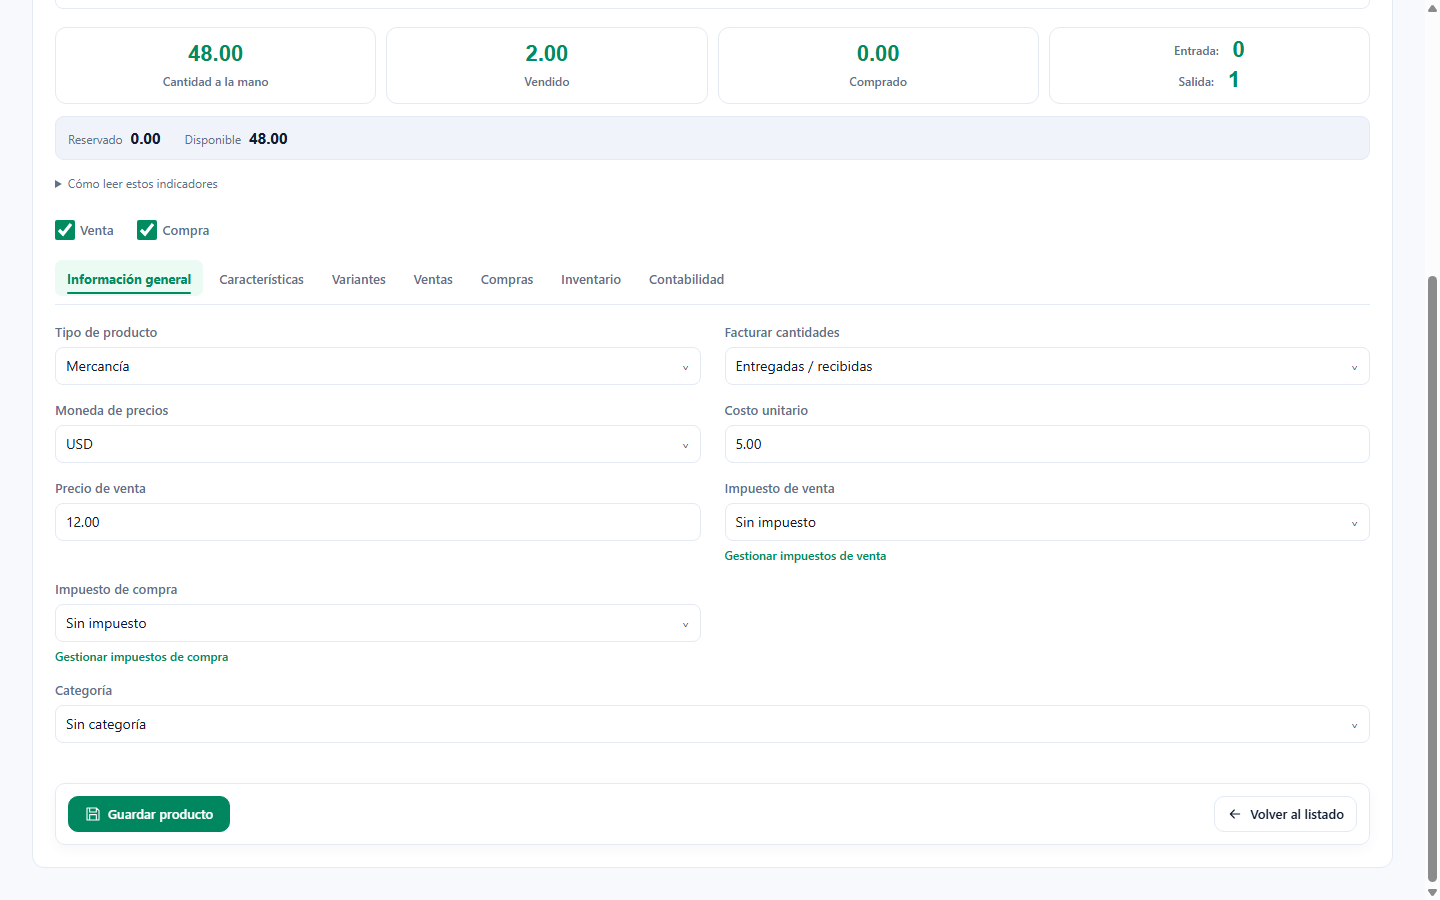 48.00
Cantidad a la mano
2.00
Vendido
0.00
Comprado
Entrada: 0
Salida: 1
Reservado 0.00 Disponible 48.00
Cómo leer estos indicadores
Venta Compra
Información general Características Variantes Ventas Compras Inventario Contabilidad
Tipo de producto
Mercancía
Facturar cantidades
Entregadas / recibidas
Moneda de precios
USD
Costo unitario
5.00
Precio de venta
12.00
Impuesto de venta
Sin impuesto
Gestionar impuestos de venta
Impuesto de compra
Sin impuesto
Gestionar impuestos de compra
Categoría
Sin categoría
Guardar producto
Volver al listado